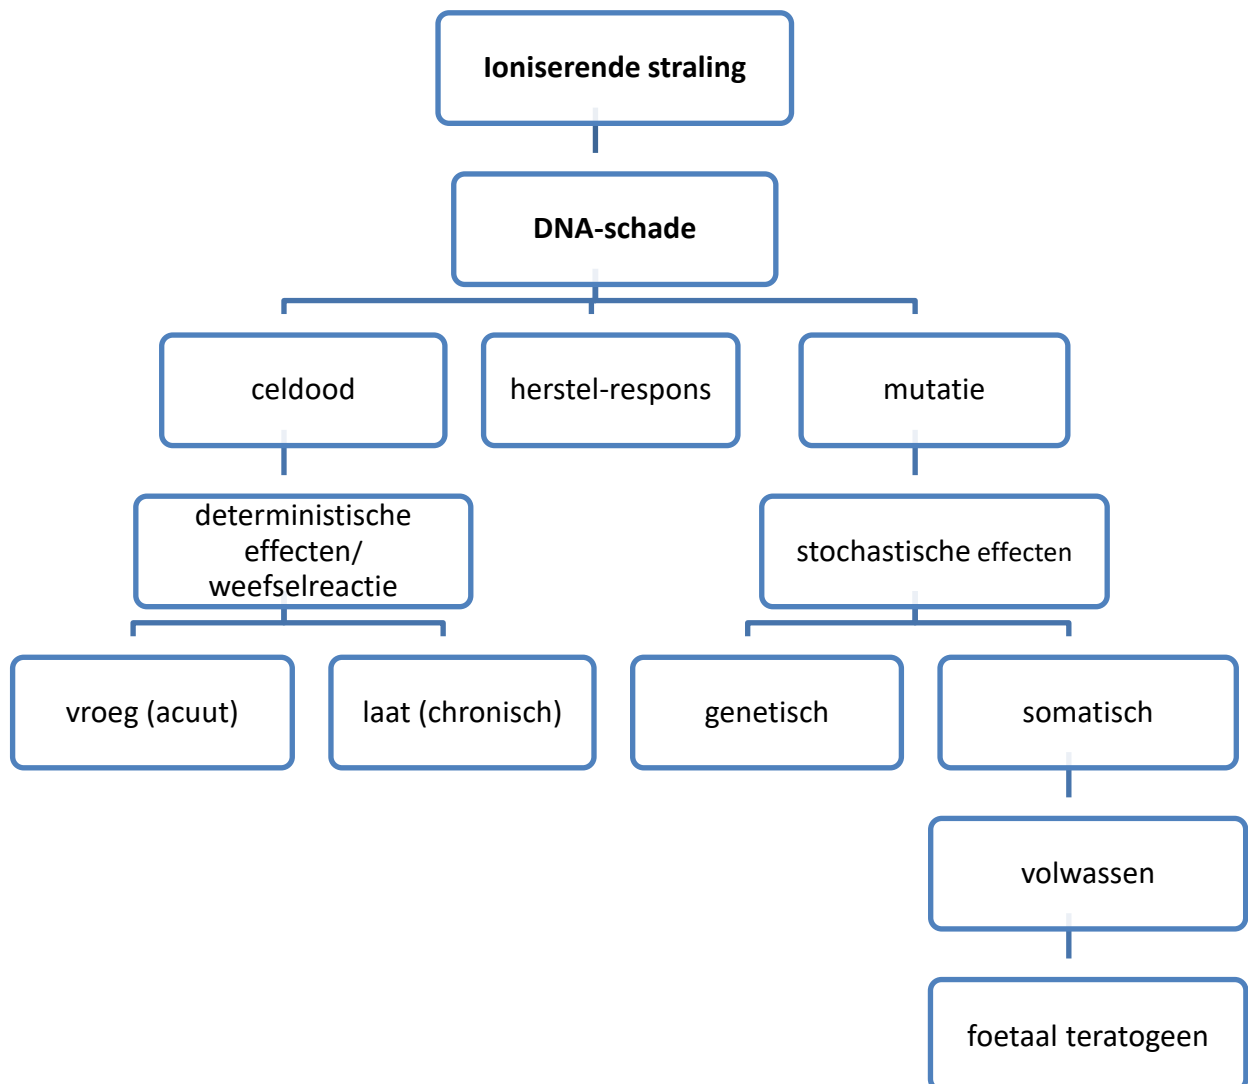 Ioniserende straling
DNA-schade
celdood
herstel-respons
mutatie
deterministische
effecten/
weefselreactie
stochastische effecten
vroeg (acuut)
laat (chronisch)
genetisch
somatisch
volwassen
foetaal teratogeen